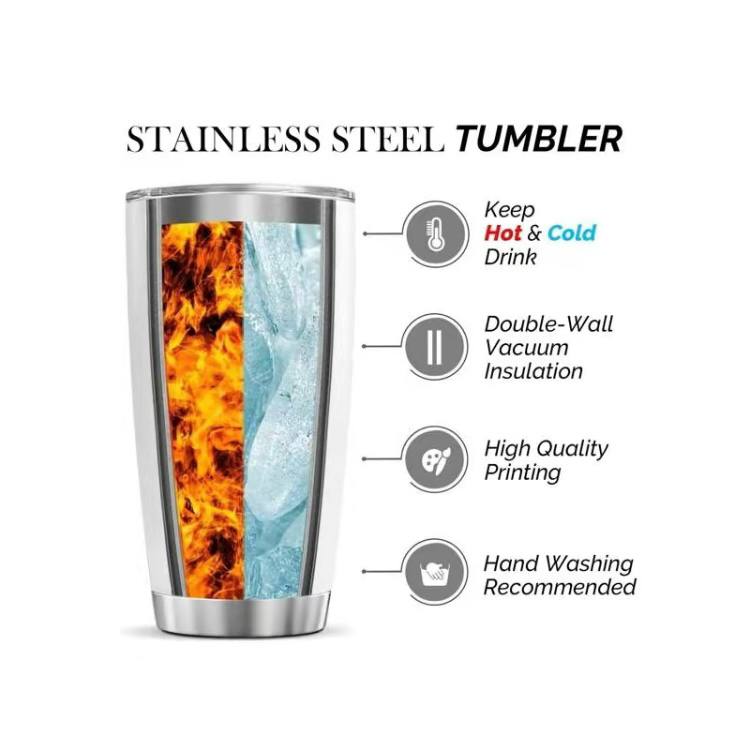 STAINLESS STEEL TUMBLER
Keep
Hot & Cold
Drink
Double-Wall
Vacuum
Insulation
High Quality
Printing
Hand Washing
Recommended